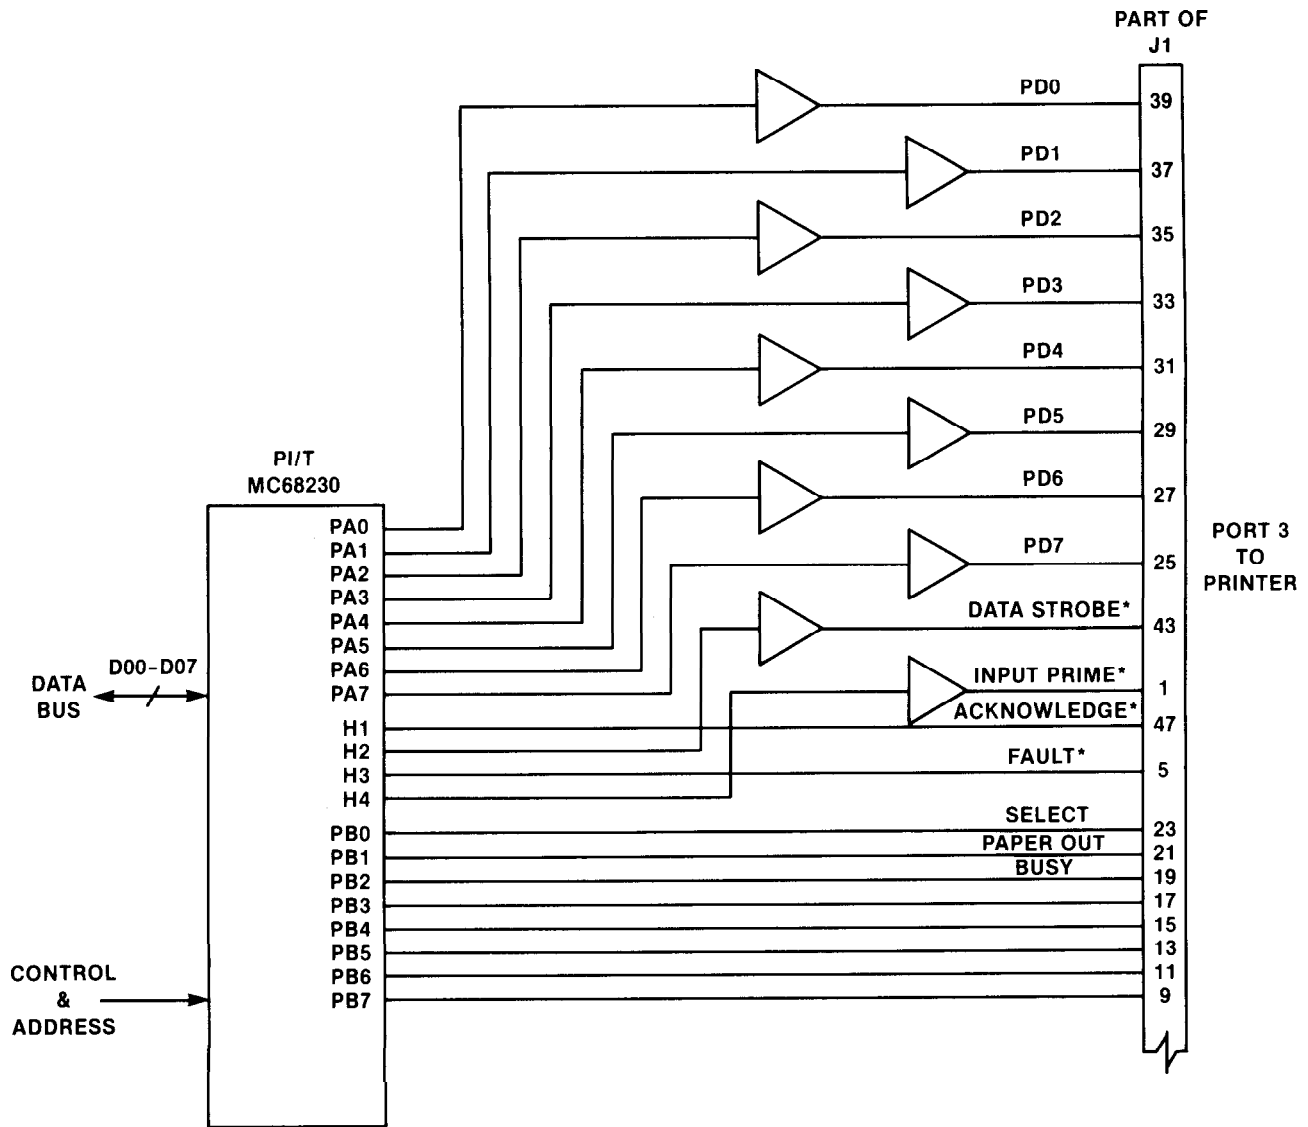 PART OF
J1
PD0
39
PD1
37
PD2
35
PD3
33
PD4
31
PD5
29
PD6
27
PD7
25
DATA STROBE*
43
INPUT PRIME*
1
ACKNOWLEDGE*
47
FAULT*
5
SELECT
23
PAPER OUT
21
BUSY
19
17
15
13
11
9
PORT 3
TO
PRINTER
PI/T
MC68230
PA0
PA1
PA2
PA3
PA4
PA5
PA6
PA7
H1
H2
H3
H4
PB0
PB1
PB2
PB3
PB4
PB5
PB6
PB7
D00-D07
DATA
BUS
CONTROL
&
ADDRESS